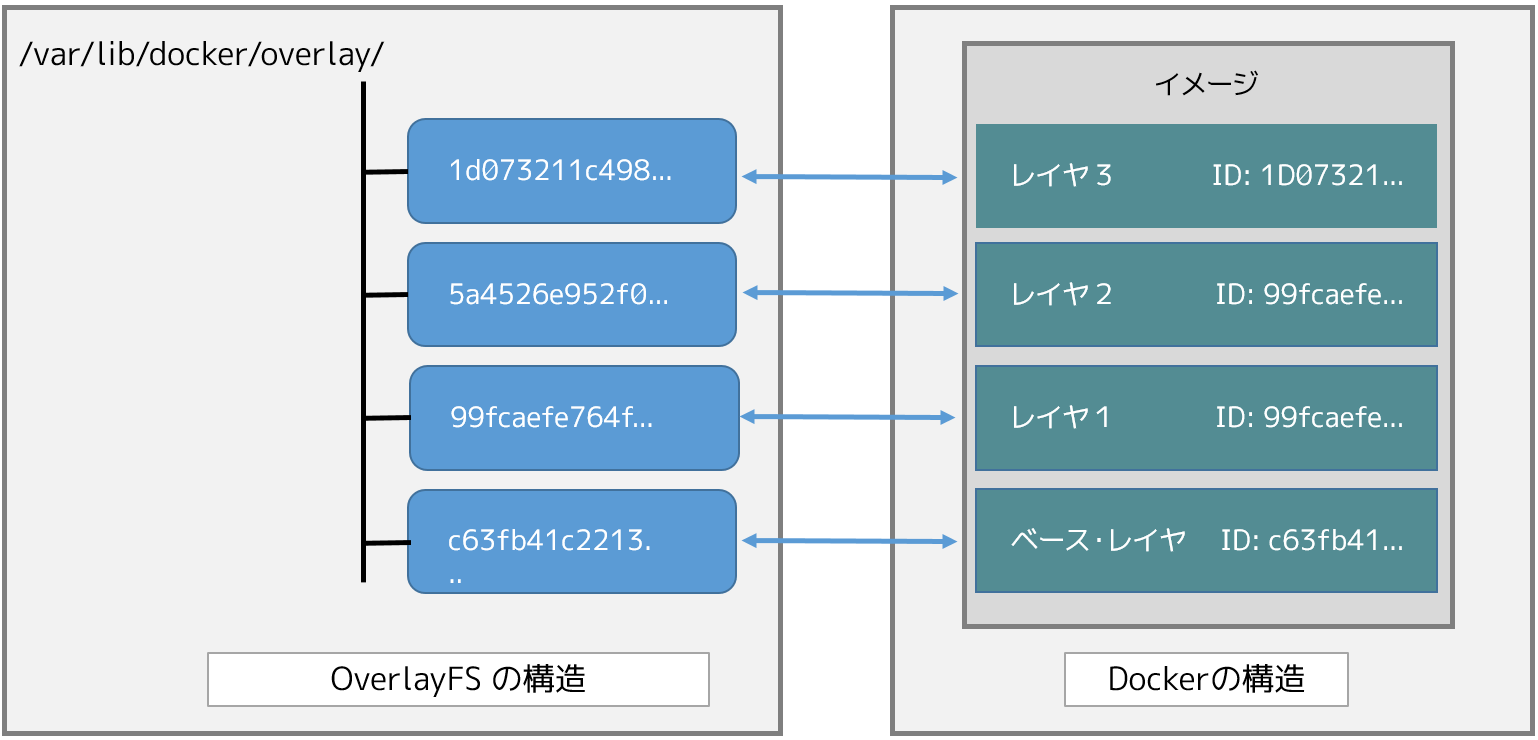 /var/lib/docker/overlay/
1d073211c498...
5a4526e952f0...
99fcaefe764f...
c63fb41c2213.
..
OverlayFS の構造
イメージ
レイヤ３ ID: 1D07321...
レイヤ２ ID: 99fcaefe...
レイヤ１ ID: 99fcaefe...
ベース・レイヤ ID: c63fb41...
Dockerの構造